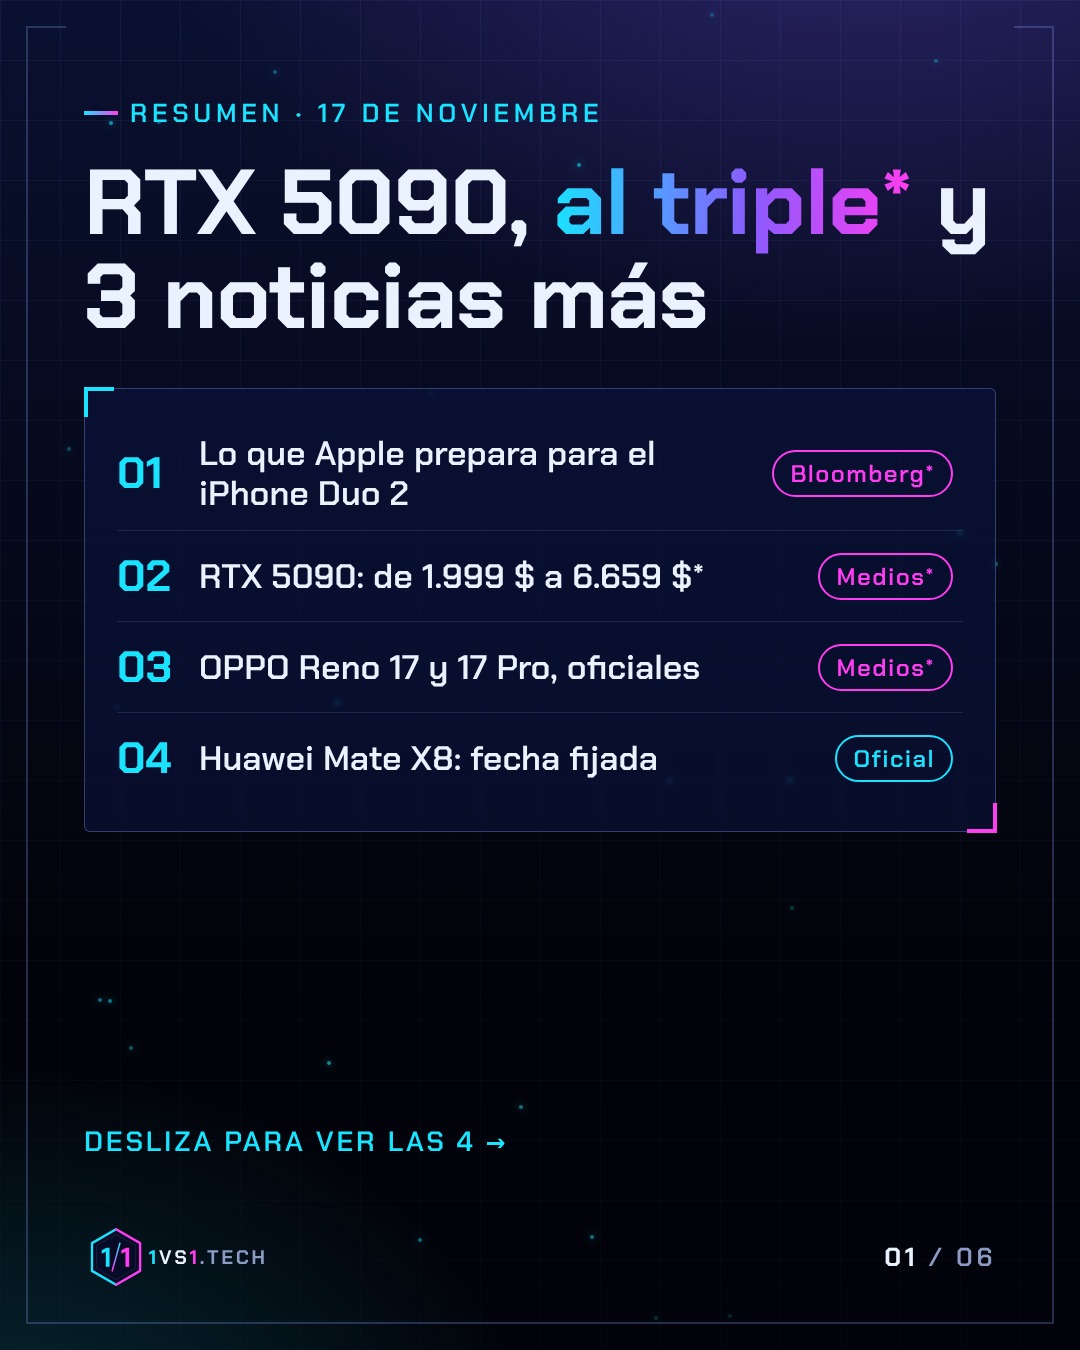 RESUMEN · 17 DE NOVIEMBRE
RTX 5090, al triple* y
3 noticias más
01 Lo que Apple prepara para el
iPhone Duo 2 Bloomberg*
02 RTX 5090: de 1.999 $ a 6.659 $* Medios*
03 OPPO Reno 17 y 17 Pro, oficiales Medios*
04 Huawei Mate X8: fecha fijada Oficial
DESLIZA PARA VER LAS 4 →
1/1 1VS1.TECH 01 / 06